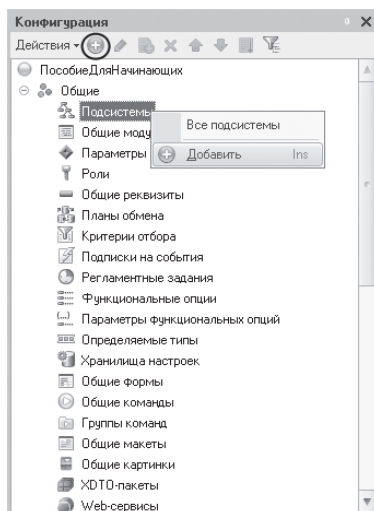 Конфигурация
Действия
ПособиеДляНачинающих
Общие
Подсистемы
Все подсистемы
Общие моду
Добавить Ins
Параметры
Роли
Общие реквизиты
Планы обмена
Критерии отбора
Подписки на события
Регламентные задания
Функциональные опции
Параметры функциональных опций
Определяемые типы
Хранилища настроек
Общие формы
Общие команды
Группы команд
Общие макеты
Общие картинки
XDTO-пакеты
Web-сервисы